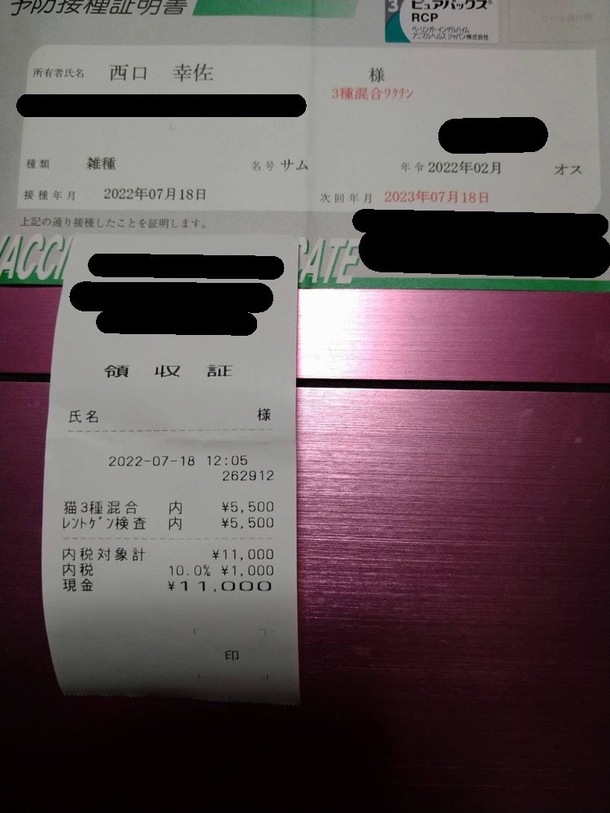 予防接種証明書
3 ピュアバックス®
RCP
ベーリンガーインゲルハイム
アニマルヘルス ジャパン株式会社
所有者氏名 西口 幸佐 様
3種混合ワクチン
種類 雑種 名号 サム 年令 2022年02月 オス
接種年月 2022年07月18日 次回年月 2023年07月18日
上記の通り接種したことを証明します。
領収証
氏名 様
2022-07-18 12:05
262912
猫3種混合 内 ¥5,500
レントゲン検査 内 ¥5,500
内税対象計 ¥11,000
内税 10.0% ¥1,000
現金 ¥11,000
印